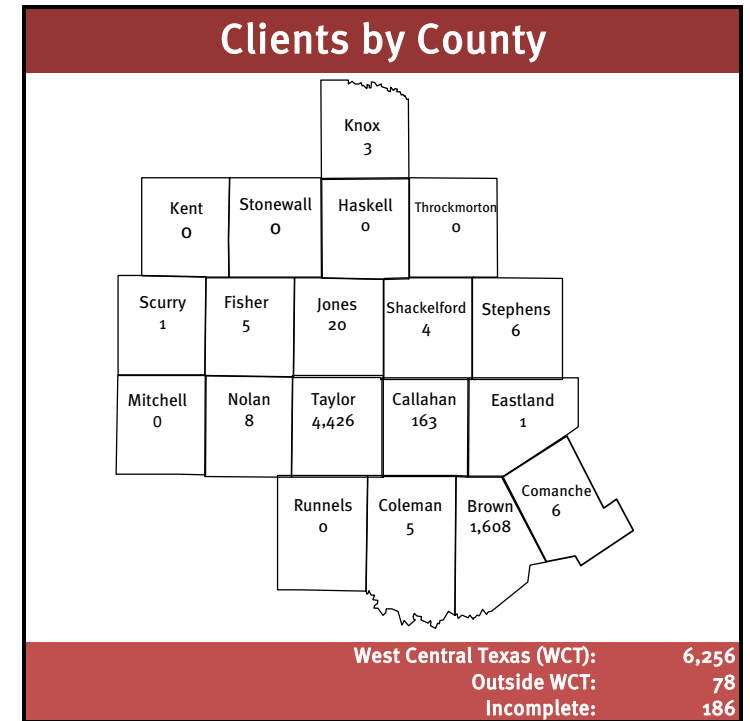 Clients by County
Knox
3
Kent
0
Stonewall
0
Haskell
0
Throckmorton
0
Scurry
1
Fisher
5
Jones
20
Shackelford
4
Stephens
6
Mitchell
0
Nolan
8
Taylor
4,426
Callahan
163
Eastland
1
Runnels
0
Coleman
5
Brown
1,608
Comanche
6
West Central Texas (WCT): 6,256
Outside WCT: 78
Incomplete: 186